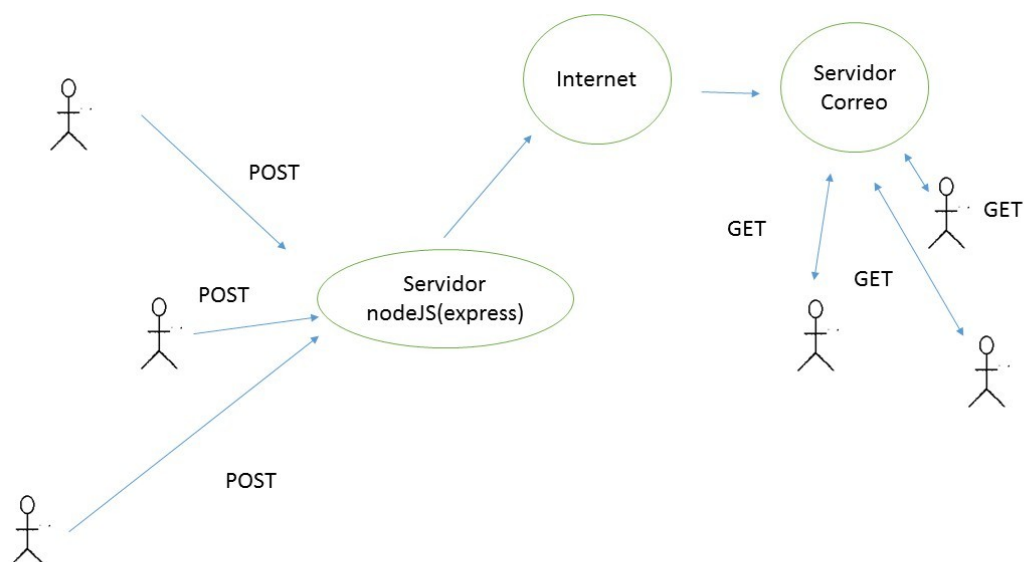 Internet
Servidor
Correo
POST
GET
GET
POST
GET
Servidor
nodeJS(express)
POST